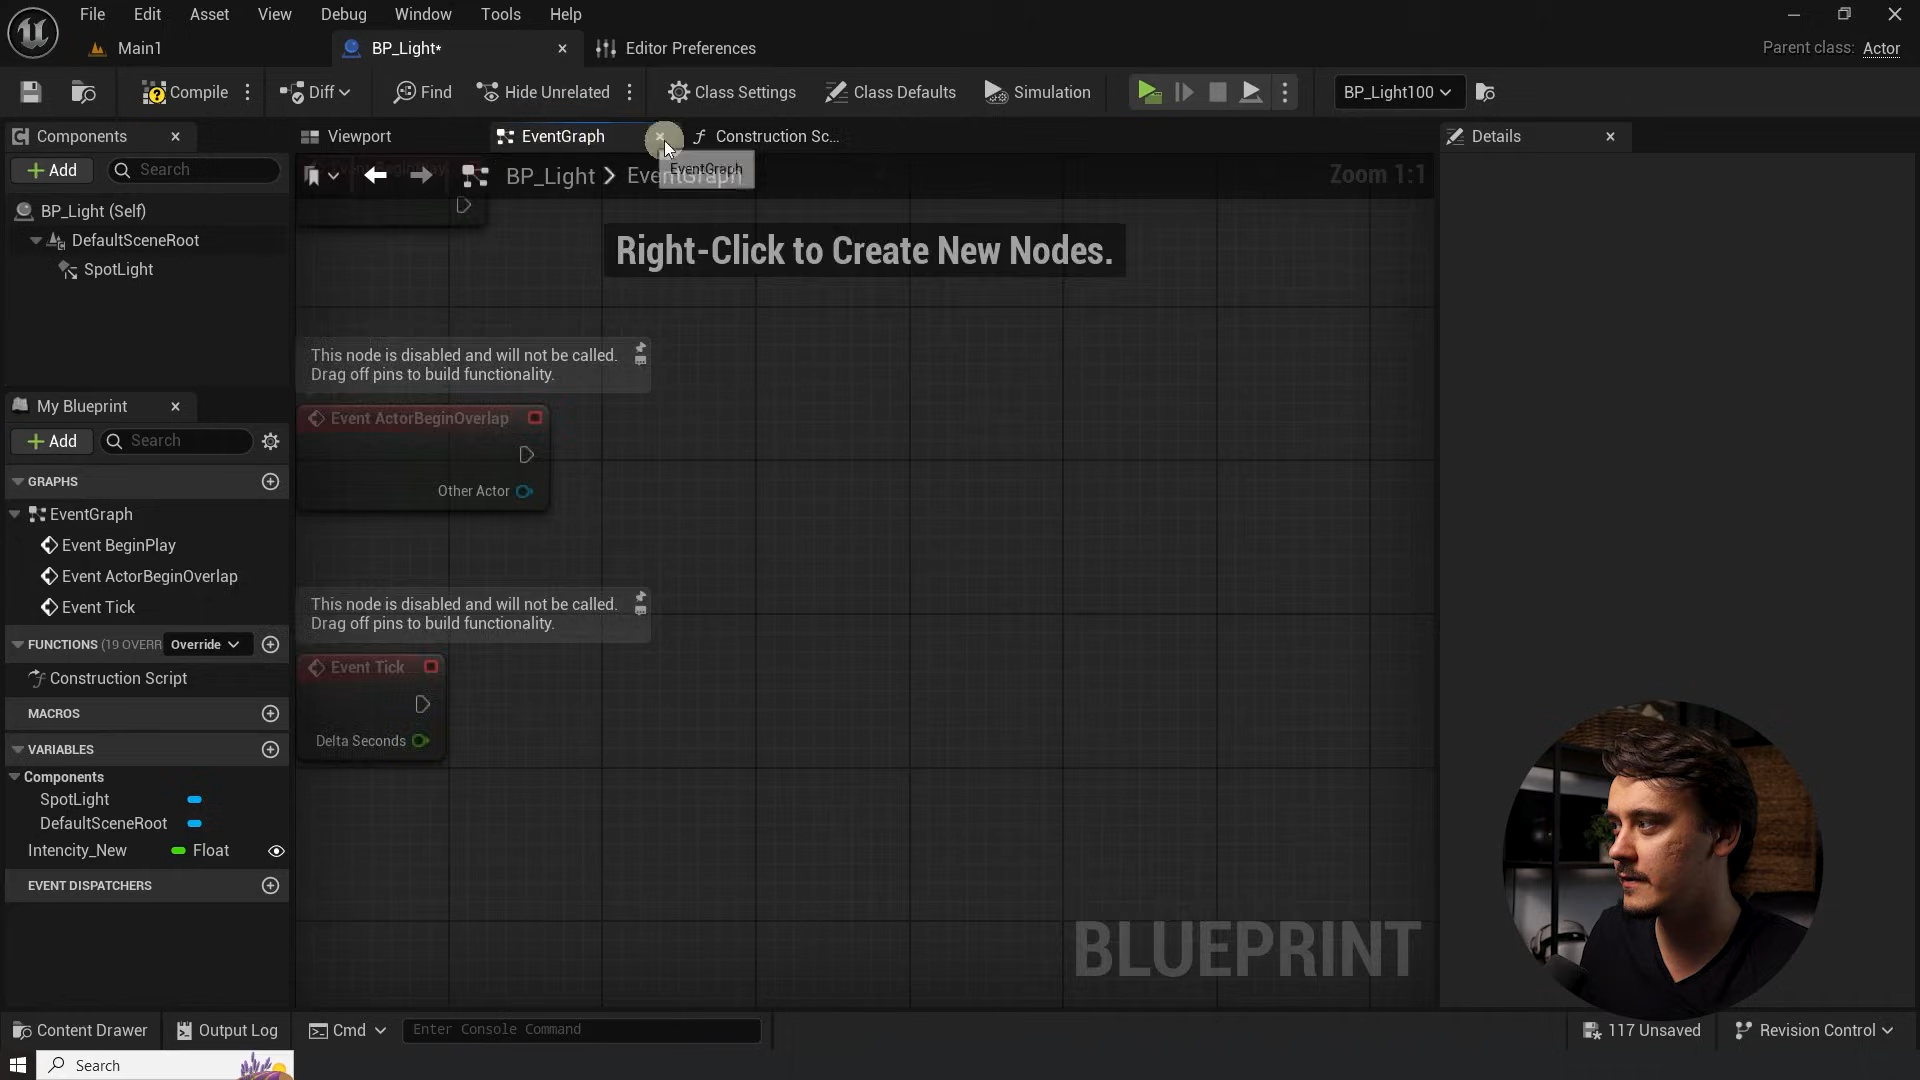 File Edit Asset View Debug Window Tools Help
Main1
BP_Light*
Editor Preferences
Parent class: Actor
Compile
Diff
Find
Hide Unrelated
Class Settings
Class Defaults
Simulation
BP_Light100
Components
Viewport
EventGraph
Construction Sc...
Details
Add
Search
BP_Light > EventGraph
EventGraph
Zoom 1:1
BP_Light (Self)
DefaultSceneRoot
SpotLight
Right-Click to Create New Nodes.
This node is disabled and will not be called.
Drag off pins to build functionality.
Event ActorBeginOverlap
Other Actor
This node is disabled and will not be called.
Drag off pins to build functionality.
Event Tick
Delta Seconds
BLUEPRINT
My Blueprint
Add
Search
GRAPHS
EventGraph
Event BeginPlay
Event ActorBeginOverlap
Event Tick
FUNCTIONS (19 OVERR
Override
Construction Script
MACROS
VARIABLES
Components
SpotLight
DefaultSceneRoot
Intencity_New
Float
EVENT DISPATCHERS
Content Drawer
Output Log
Cmd
Enter Console Command
117 Unsaved
Revision Control
Search